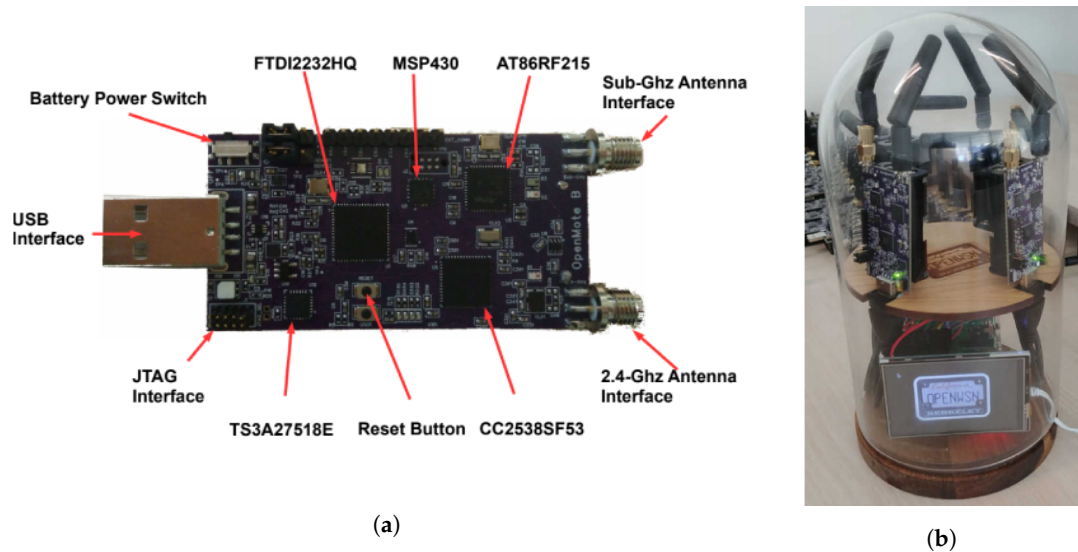 FTDI2232HQ
MSP430
AT86RF215
Battery Power Switch
Sub-Ghz Antenna
Interface
USB
Interface
OpenMote B
RESET
JTAG
Interface
2.4-Ghz Antenna
Interface
TS3A27518E
Reset Button
CC2538SF53
OPENWSN
BERKELEY
(a)
(b)